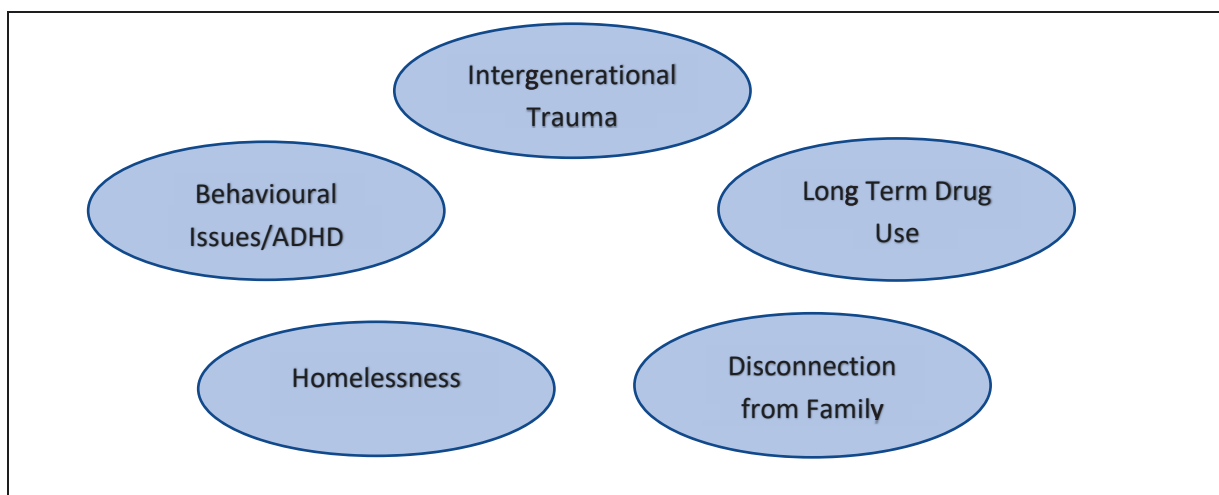 Intergenerational
Trauma
Behavioural
Issues/ADHD
Long Term Drug
Use
Homelessness
Disconnection
from Family